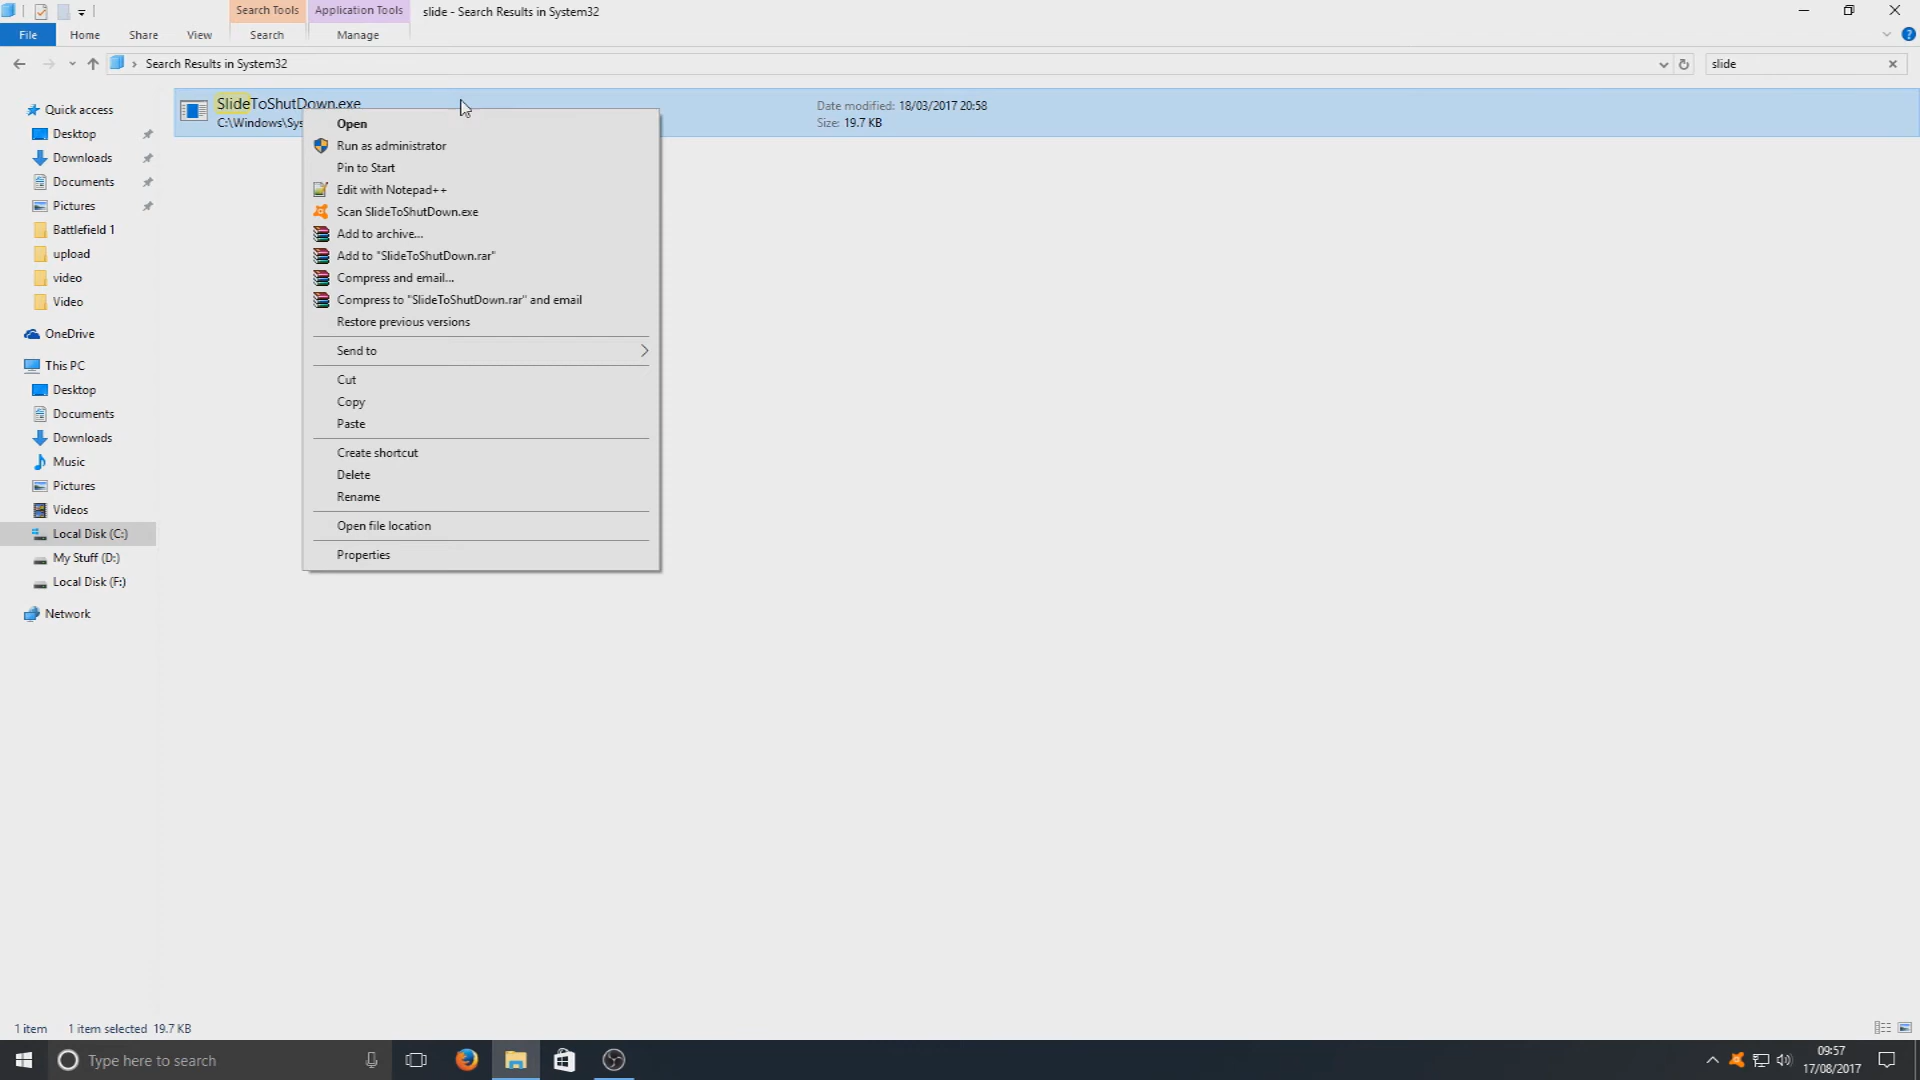 Search Tools
Application Tools
slide - Search Results in System32
File
Home
Share
View
Search
Manage
Search Results in System32
slide
Quick access
Desktop
Downloads
Documents
Pictures
Battlefield 1
upload
video
Video
OneDrive
This PC
Desktop
Documents
Downloads
Music
Pictures
Videos
Local Disk (C:)
My Stuff (D:)
Local Disk (F:)
Network
SlideToShutDown.exe
C:\Windows\Sys
Date modified: 18/03/2017 20:58
Size: 19.7 KB
Open
Run as administrator
Pin to Start
Edit with Notepad++
Scan SlideToShutDown.exe
Add to archive...
Add to "SlideToShutDown.rar"
Compress and email...
Compress to "SlideToShutDown.rar" and email
Restore previous versions
Send to
Cut
Copy
Paste
Create shortcut
Delete
Rename
Open file location
Properties
1 item
1 item selected 19.7 KB
Type here to search
09:57
17/08/2017